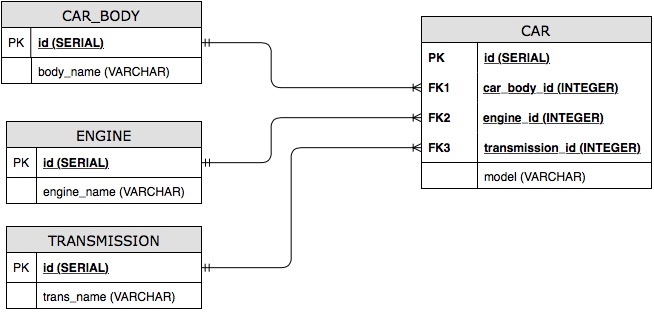 CAR_BODY
PK id (SERIAL)
body_name (VARCHAR)
ENGINE
PK id (SERIAL)
engine_name (VARCHAR)
TRANSMISSION
PK id (SERIAL)
trans_name (VARCHAR)
CAR
PK id (SERIAL)
FK1 car_body_id (INTEGER)
FK2 engine_id (INTEGER)
FK3 transmission_id (INTEGER)
model (VARCHAR)